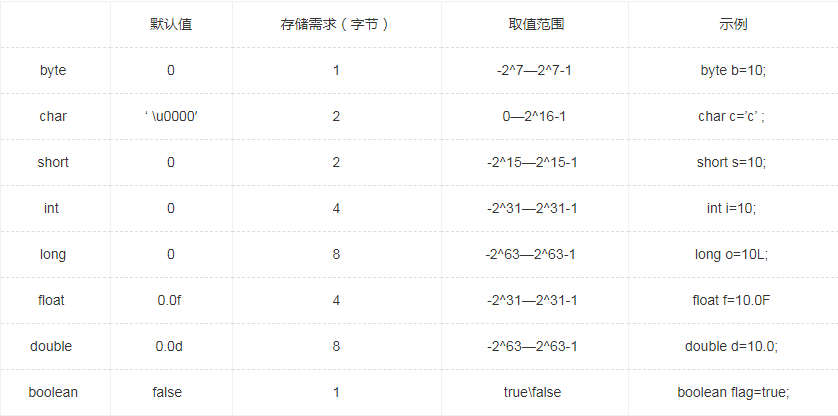 默认值 存储需求（字节） 取值范围 示例
byte 0 1 -2^7—2^7-1 byte b=10;
char ‘ \u0000′ 2 0—2^16-1 char c=’c’ ;
short 0 2 -2^15—2^15-1 short s=10;
int 0 4 -2^31—2^31-1 int i=10;
long 0 8 -2^63—2^63-1 long o=10L;
float 0.0f 4 -2^31—2^31-1 float f=10.0F
double 0.0d 8 -2^63—2^63-1 double d=10.0;
boolean false 1 true\false boolean flag=true;